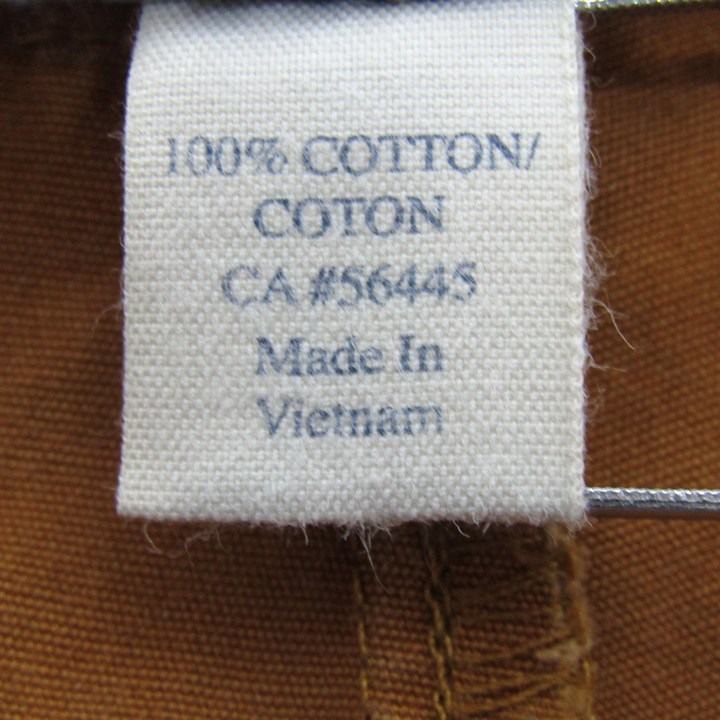 100% COTTON/
COTON
CA #56445
Made In
Vietnam